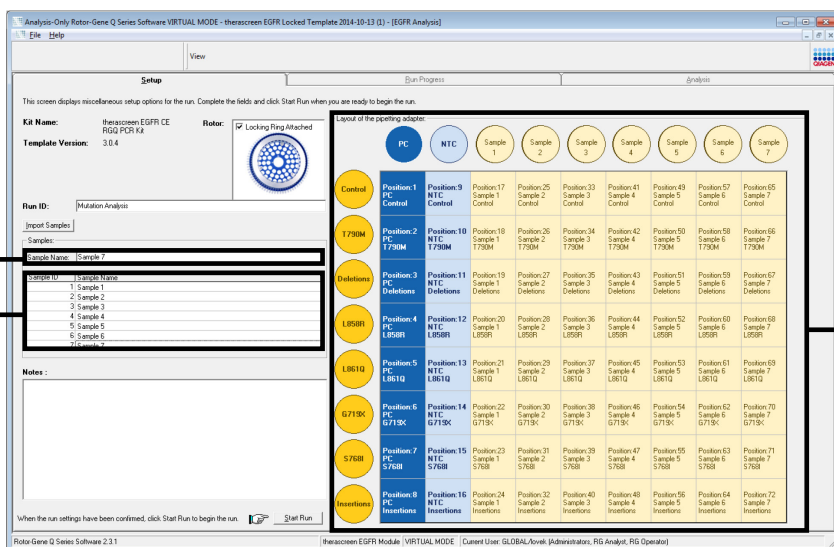 Analysis-Only Rotor-Gene Q Series Software VIRTUAL MODE - therascreen EGFR Locked Template 2014-10-13 (1) - [EGFR Analysis]
File Help
View
QIAGEN
Setup
Run Progress
Analysis
This screen displays miscellaneous setup options for the run. Complete the fields and click Start Run when you are ready to begin the run.
Kit Name: therascreen EGFR CE
RGQ PCR Kit
Rotor:
Locking Ring Attached
Template Version: 3.0.4
Run ID: Mutation Analysis
Import Samples
Samples:
Sample Name: Sample 7
Sample ID Sample Name
1 Sample 1
2 Sample 2
3 Sample 3
4 Sample 4
5 Sample 5
6 Sample 6
7 Sample 7
Notes :
When the run settings have been confirmed, click Start Run to begin the run.
Start Run
Layout of the pipetting adapter:
PC NTC Sample 1 Sample 2 Sample 3 Sample 4 Sample 5 Sample 6 Sample 7
Control
Position:1 Position:9 Position:17 Position:25 Position:33 Position:41 Position:49 Position:57 Position:65
PC NTC Sample 1 Sample 2 Sample 3 Sample 4 Sample 5 Sample 6 Sample 7
Control Control Control Control Control Control Control Control Control
T790M
Position:2 Position:10 Position:18 Position:26 Position:34 Position:42 Position:50 Position:58 Position:66
PC NTC Sample 1 Sample 2 Sample 3 Sample 4 Sample 5 Sample 6 Sample 7
T790M T790M T790M T790M T790M T790M T790M T790M T790M
Deletions
Position:3 Position:11 Position:19 Position:27 Position:35 Position:43 Position:51 Position:59 Position:67
PC NTC Sample 1 Sample 2 Sample 3 Sample 4 Sample 5 Sample 6 Sample 7
Deletions Deletions Deletions Deletions Deletions Deletions Deletions Deletions Deletions
L858R
Position:4 Position:12 Position:20 Position:28 Position:36 Position:44 Position:52 Position:60 Position:68
PC NTC Sample 1 Sample 2 Sample 3 Sample 4 Sample 5 Sample 6 Sample 7
L858R L858R L858R L858R L858R L858R L858R L858R L858R
L861Q
Position:5 Position:13 Position:21 Position:29 Position:37 Position:45 Position:53 Position:61 Position:69
PC NTC Sample 1 Sample 2 Sample 3 Sample 4 Sample 5 Sample 6 Sample 7
L861Q L861Q L861Q L861Q L861Q L861Q L861Q L861Q L861Q
G719X
Position:6 Position:14 Position:22 Position:30 Position:38 Position:46 Position:54 Position:62 Position:70
PC NTC Sample 1 Sample 2 Sample 3 Sample 4 Sample 5 Sample 6 Sample 7
G719X G719X G719X G719X G719X G719X G719X G719X G719X
S768I
Position:7 Position:15 Position:23 Position:31 Position:39 Position:47 Position:55 Position:63 Position:71
PC NTC Sample 1 Sample 2 Sample 3 Sample 4 Sample 5 Sample 6 Sample 7
S768I S768I S768I S768I S768I S768I S768I S768I S768I
Insertions
Position:8 Position:16 Position:24 Position:32 Position:40 Position:48 Position:56 Position:64 Position:72
PC NTC Sample 1 Sample 2 Sample 3 Sample 4 Sample 5 Sample 6 Sample 7
Insertions Insertions Insertions Insertions Insertions Insertions Insertions Insertions Insertions
Rotor-Gene Q Series Software 2.3.1
therascreen EGFR Module VIRTUAL MODE Current User: GLOBAL/lovek (Administrators, RG Analyst, RG Operator)